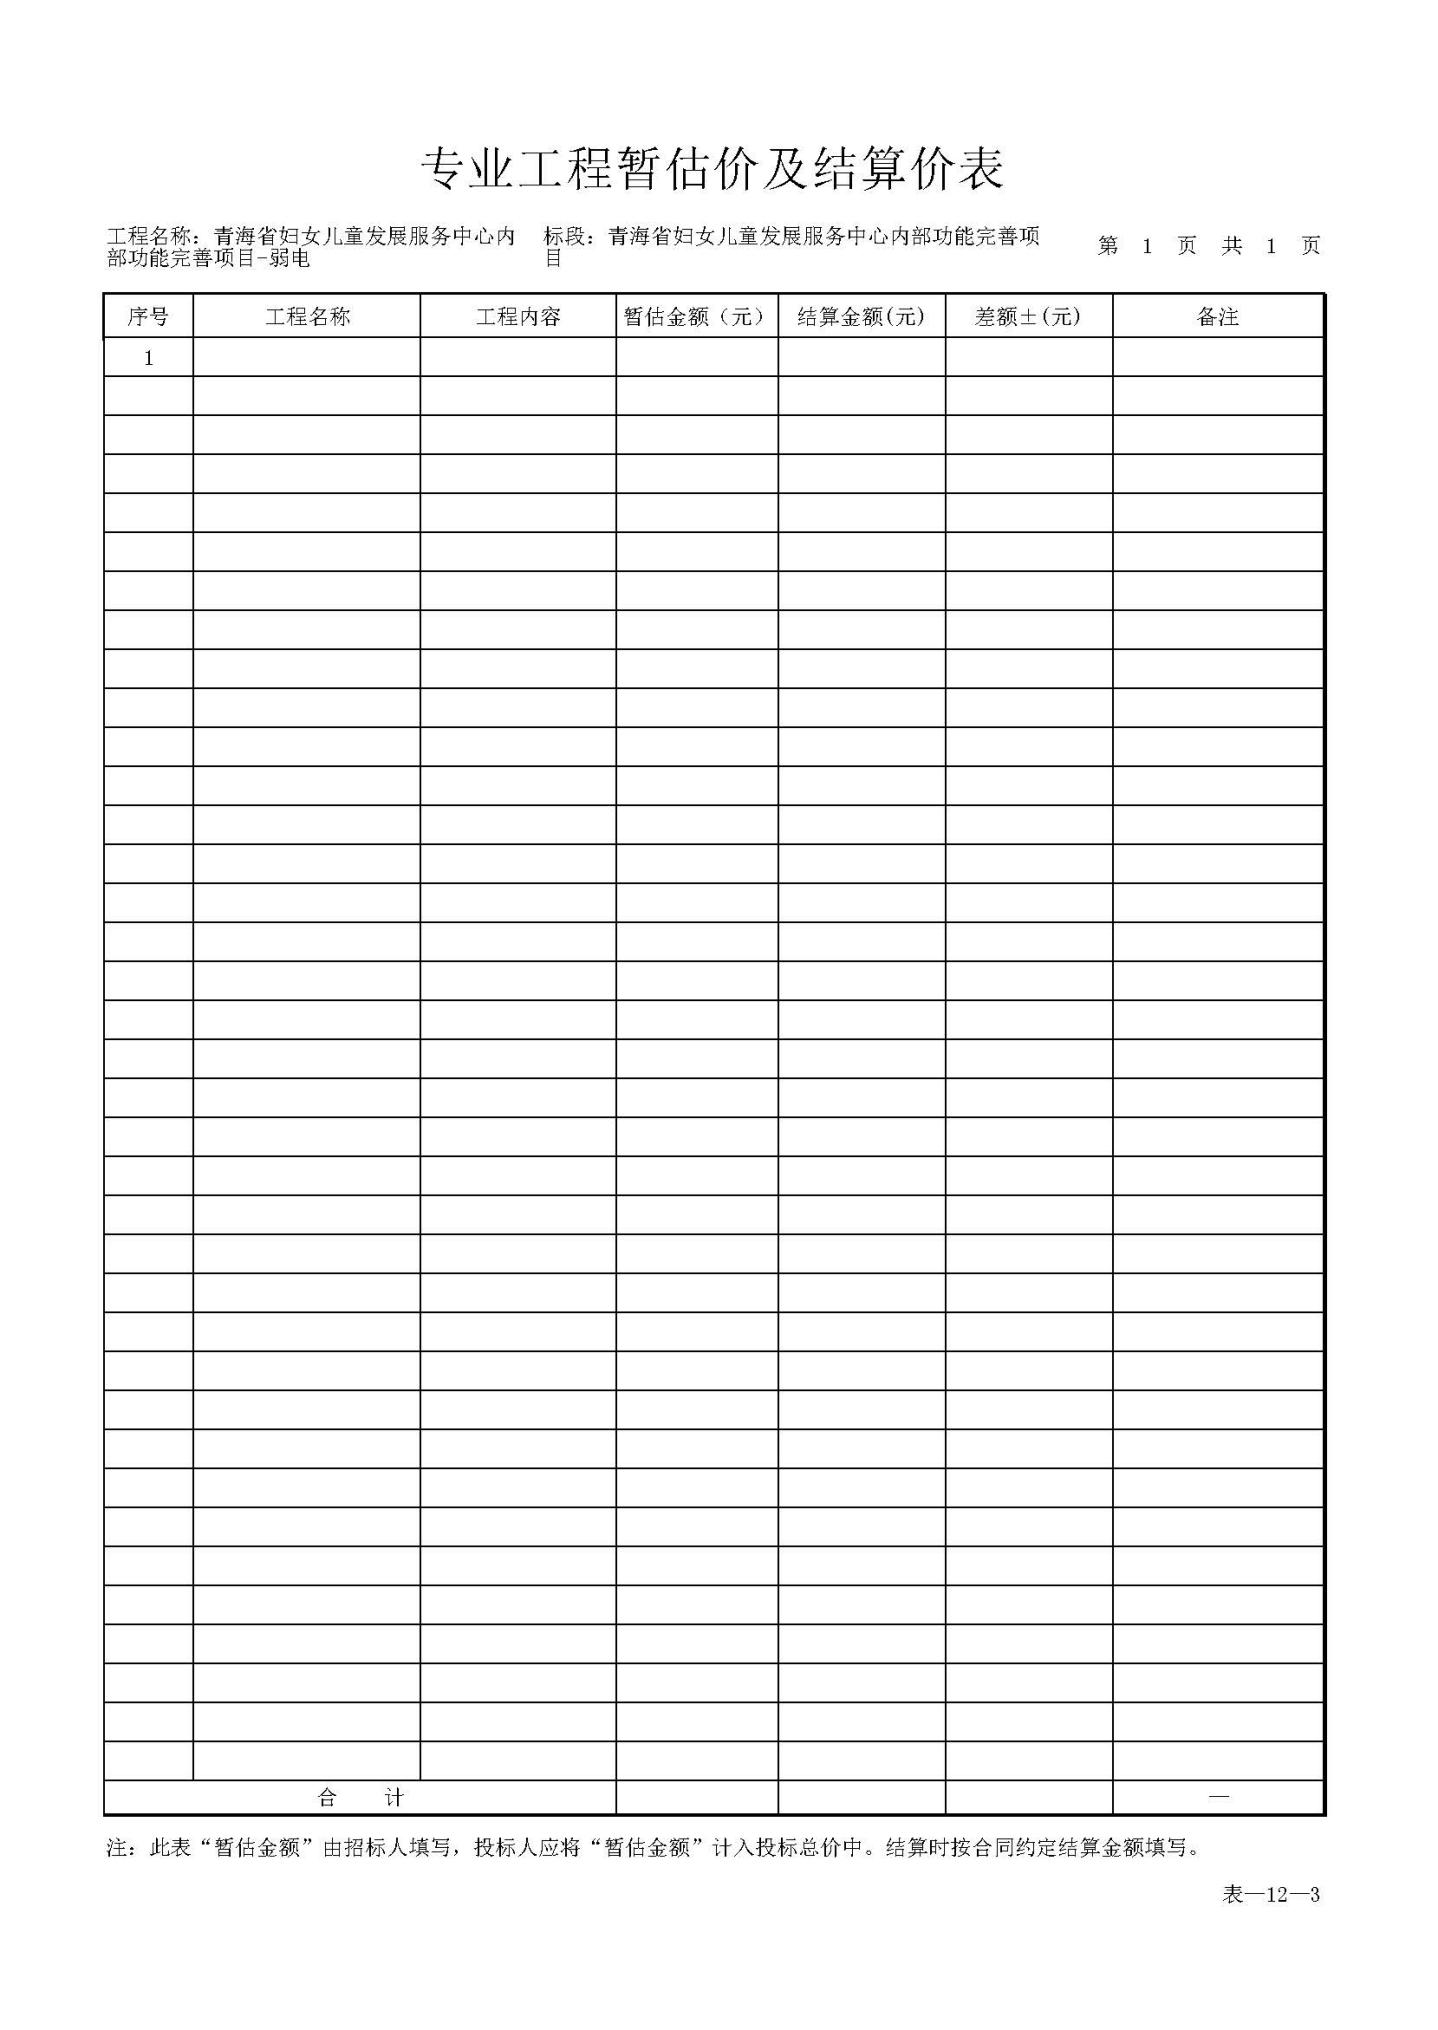 专业工程暂估价及结算价表
工程名称：青海省妇女儿童发展服务中心内
部功能完善项目-弱电
标段：青海省妇女儿童发展服务中心内部功能完善项
目
第 1 页 共 1 页
序号 工程名称 工程内容 暂估金额（元） 结算金额(元) 差额±(元) 备注
1
合 计 —
注：此表“暂估金额”由招标人填写，投标人应将“暂估金额”计入投标总价中。结算时按合同约定结算金额填写。
表—12—3